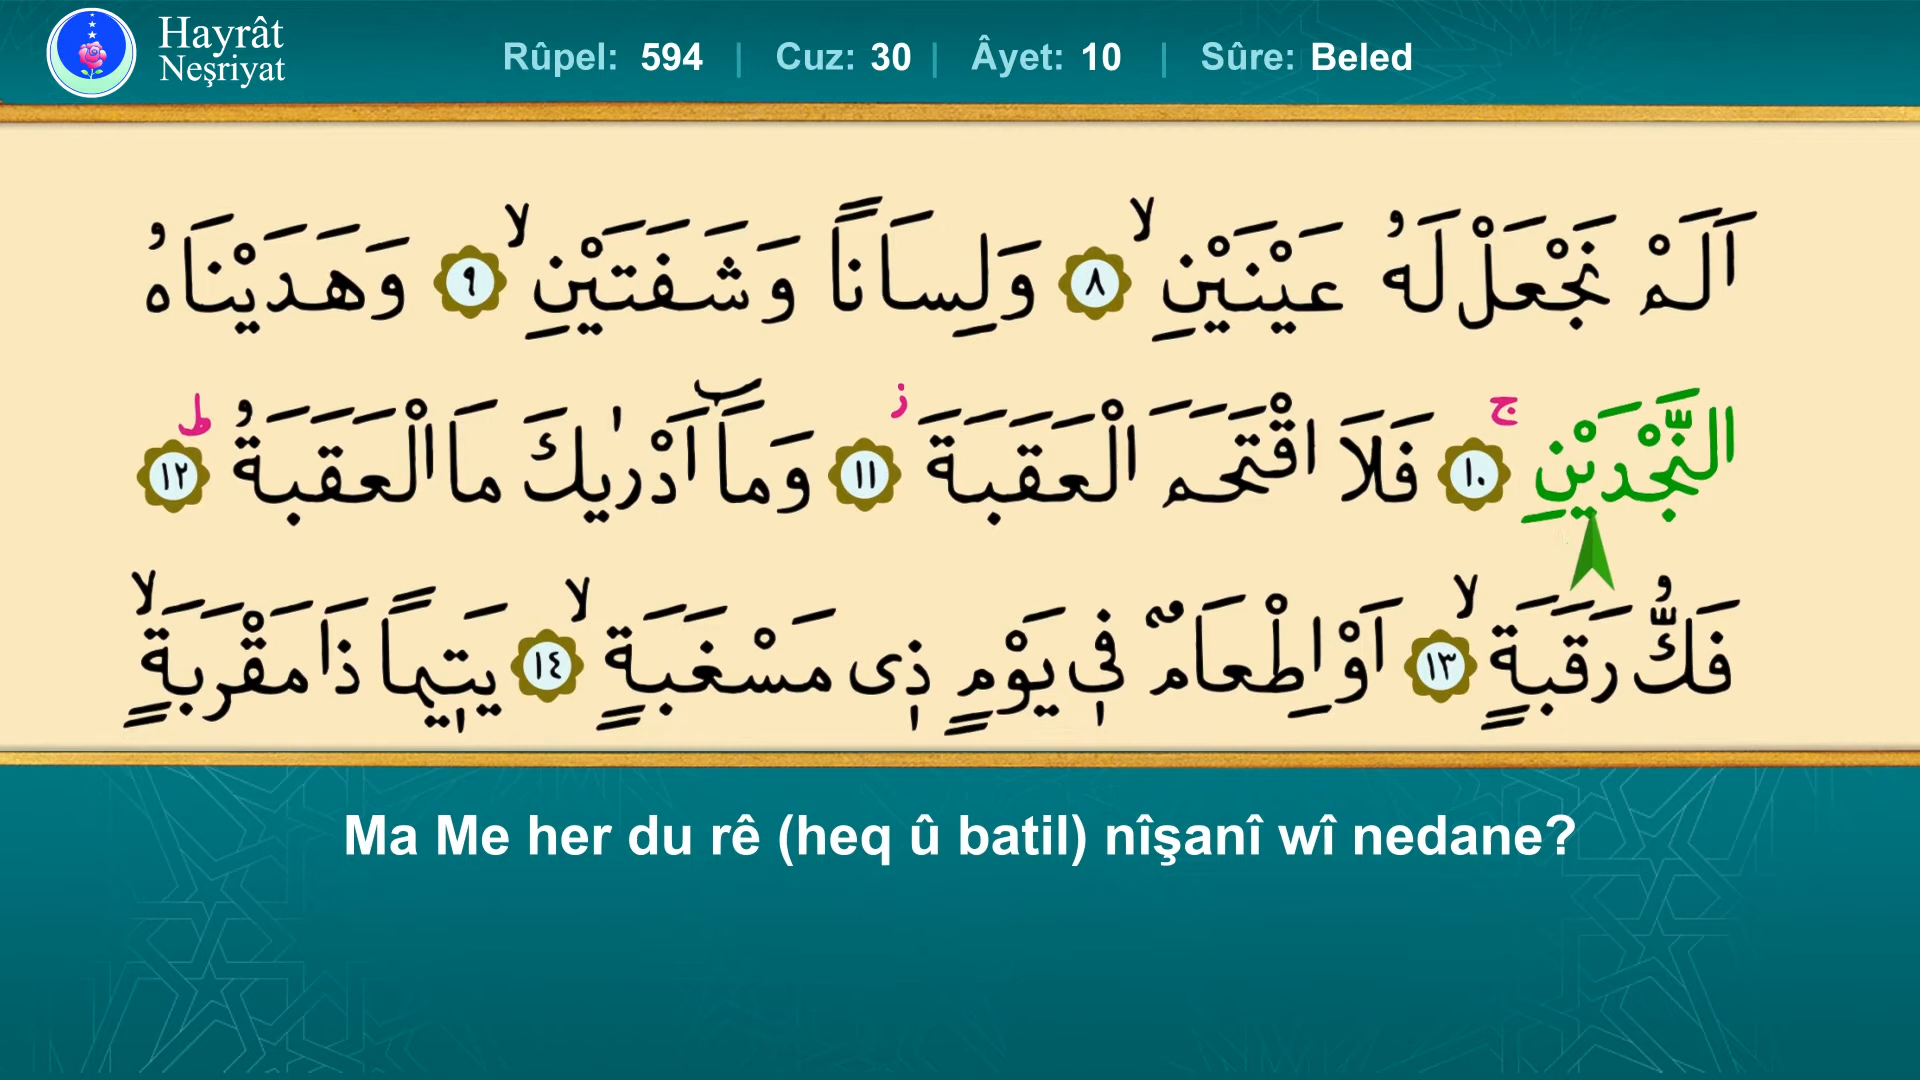 Hayrât
Neşriyat
Rûpel: 594 | Cuz: 30 | Âyet: 10 | Sûre: Beled
اَلَمْ نَجْعَلْ لَهُ عَيْنَيْنِۙ ٨ وَلِسَانًا وَشَفَتَيْنِۙ ٩ وَهَدَيْنَاهُ
النَّجْدَيْنِۚ ١٠ فَلَا اقْتَحَمَ الْعَقَبَةَۘ ١١ وَمَٓا اَدْرٰيكَ مَا الْعَقَبَةُۜ ١٢
فَكُّ رَقَبَةٍۙ ١٣ اَوْ اِطْعَامٌ ف۪ي يَوْمٍ ذ۪ى مَسْغَبَةٍۙ ١٤ يَت۪يمًا ذَا مَقْرَبَةٍۙ
Ma Me her du rê (heq û batil) nîşanî wî nedane?